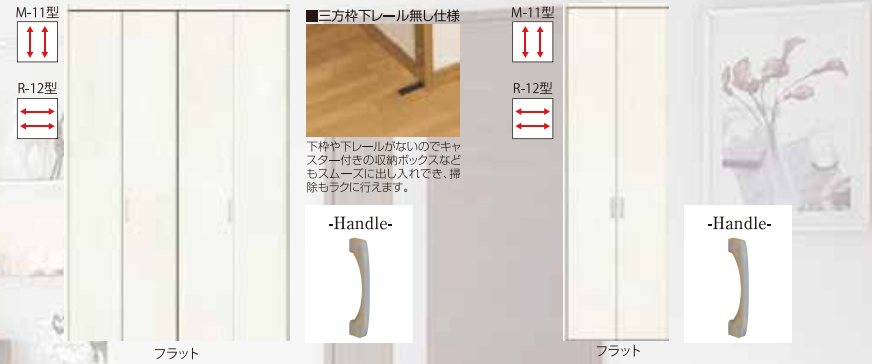 M-11型
R-12型
フラット
■三方枠下レール無し仕様
下枠や下レールがないのでキャ
スター付きの収納ボックスなど
もスムーズに出し入れでき、掃
除もラクに行えます。
-Handle-
M-11型
R-12型
フラット
-Handle-